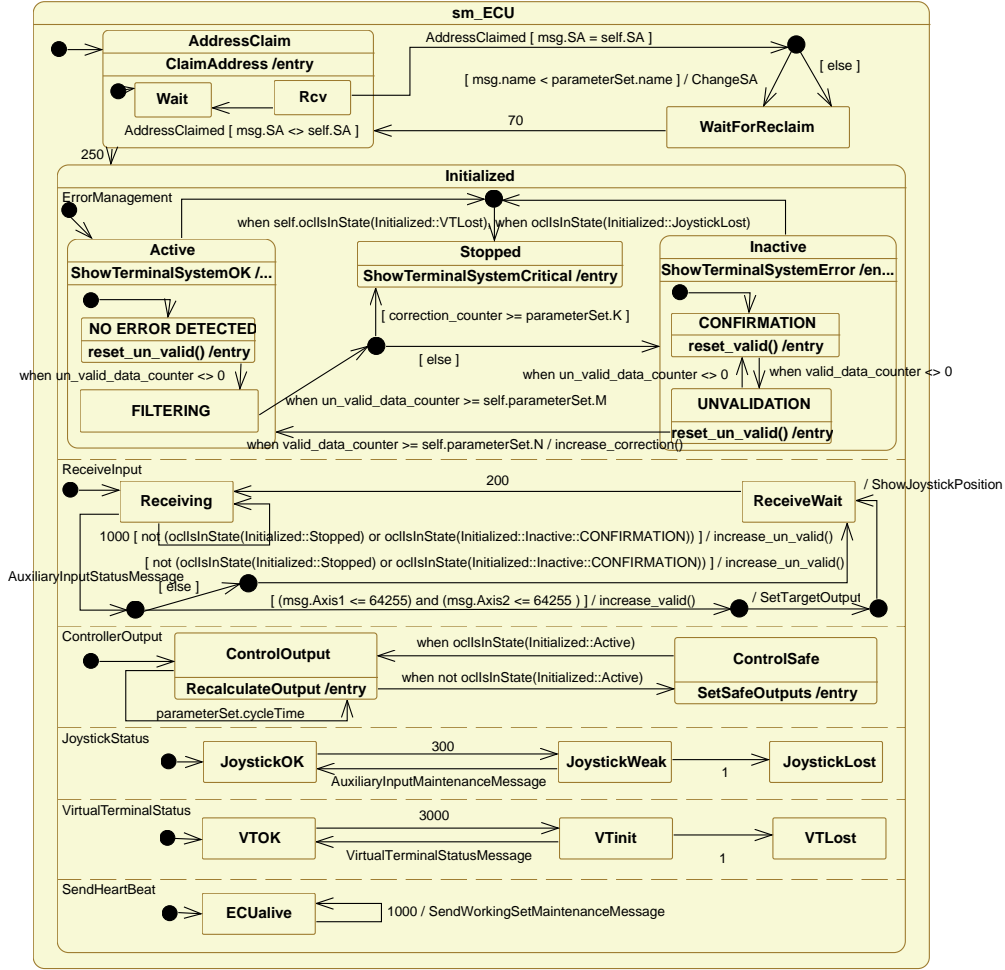 sm_ECU
AddressClaim
ClaimAddress /entry
Wait
Rcv
AddressClaimed [ msg.SA = self.SA ]
[ else ]
[ msg.name < parameterSet.name ] / ChangeSA
AddressClaimed [ msg.SA <> self.SA ]
70
WaitForReclaim
250
Initialized
ErrorManagement
when self.oclIsInState(Initialized::VTLost), when oclIsInState(Initialized::JoystickLost)
Active
ShowTerminalSystemOK /...
NO ERROR DETECTED
reset_un_valid() /entry
when un_valid_data_counter <> 0
FILTERING
Stopped
ShowTerminalSystemCritical /entry
[ correction_counter >= parameterSet.K ]
[ else ]
when un_valid_data_counter >= self.parameterSet.M
Inactive
ShowTerminalSystemError /en...
CONFIRMATION
reset_valid() /entry
when un_valid_data_counter <> 0
when valid_data_counter <> 0
UNVALIDATION
reset_un_valid() /entry
when valid_data_counter >= self.parameterSet.N / increase_correction()
ReceiveInput
Receiving
200
ReceiveWait
/ ShowJoystickPosition
1000 [ not (oclIsInState(Initialized::Stopped) or oclIsInState(Initialized::Inactive::CONFIRMATION)) ] / increase_un_valid()
[ not (oclIsInState(Initialized::Stopped) or oclIsInState(Initialized::Inactive::CONFIRMATION)) ] / increase_un_valid()
AuxiliaryInputStatusMessage
[ else ]
[ (msg.Axis1 <= 64255) and (msg.Axis2 <= 64255 ) ] / increase_valid()
/ SetTargetOutput
ControllerOutput
ControlOutput
RecalculateOutput /entry
when oclIsInState(Initialized::Active)
when not oclIsInState(Initialized::Active)
ControlSafe
SetSafeOutputs /entry
parameterSet.cycleTime
JoystickStatus
JoystickOK
300
AuxiliaryInputMaintenanceMessage
JoystickWeak
1
JoystickLost
VirtualTerminalStatus
VTOK
3000
VirtualTerminalStatusMessage
VTinit
1
VTLost
SendHeartBeat
ECUalive
1000 / SendWorkingSetMaintenanceMessage